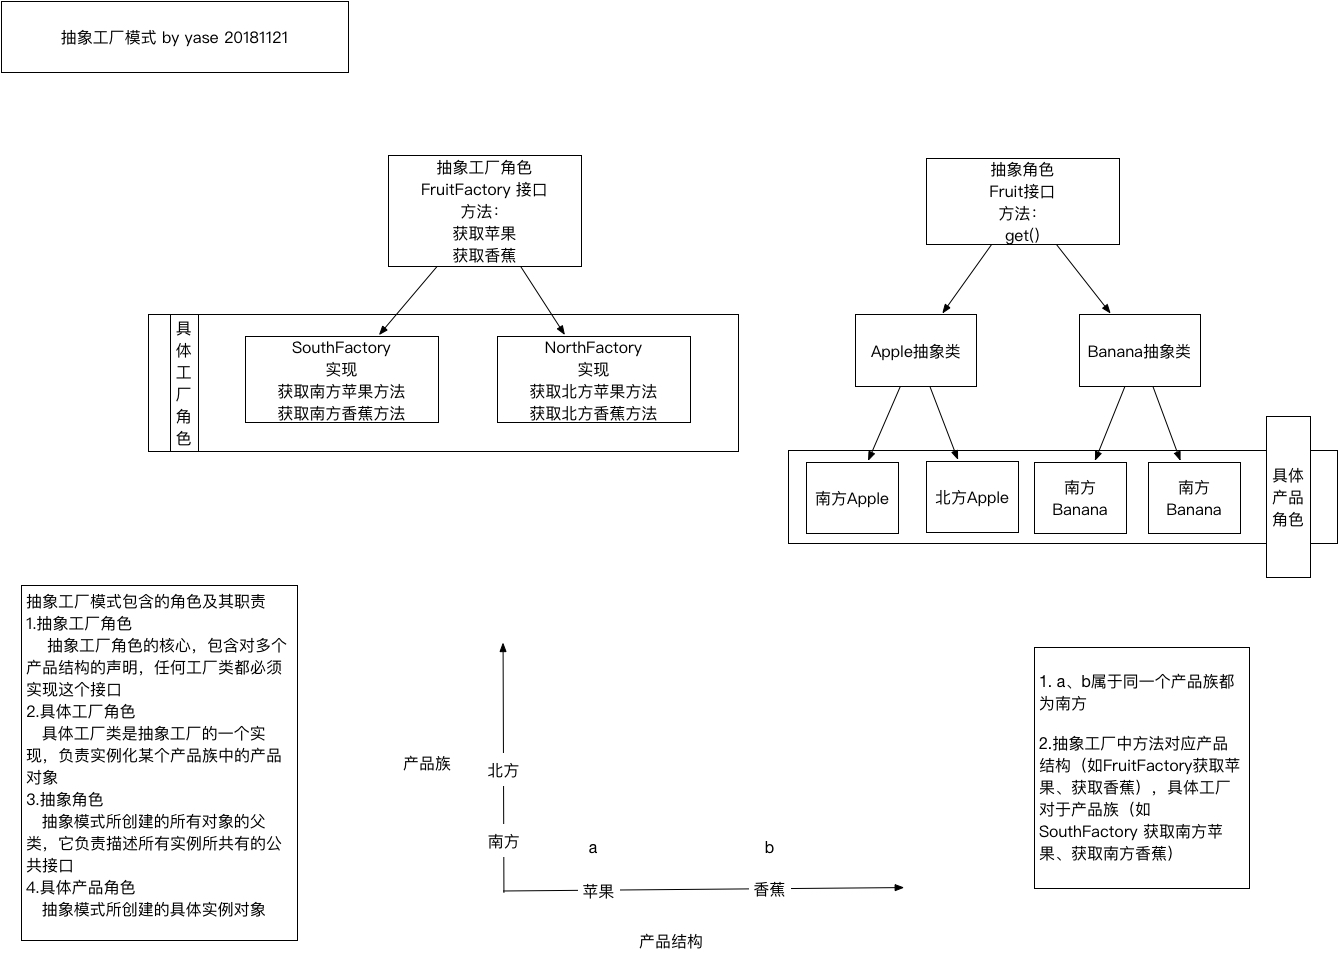 抽象工厂模式 by yase 20181121
抽象工厂角色
FruitFactory 接口
方法：
获取苹果
获取香蕉
抽象角色
Fruit接口
方法：
get()
具
体
工
厂
角
色
SouthFactory
实现
获取南方苹果方法
获取南方香蕉方法
NorthFactory
实现
获取北方苹果方法
获取北方香蕉方法
Apple抽象类
Banana抽象类
南方Apple
北方Apple
南方
Banana
南方
Banana
具体
产品
角色
抽象工厂模式包含的角色及其职责
1.抽象工厂角色
抽象工厂角色的核心，包含对多个
产品结构的声明，任何工厂类都必须
实现这个接口
2.具体工厂角色
具体工厂类是抽象工厂的一个实
现，负责实例化某个产品族中的产品
对象
3.抽象角色
抽象模式所创建的所有对象的父
类，它负责描述所有实例所共有的公
共接口
4.具体产品角色
抽象模式所创建的具体实例对象
产品族
北方
南方
a
b
苹果
香蕉
产品结构
1. a、b属于同一个产品族都
为南方
2.抽象工厂中方法对应产品
结构（如FruitFactory获取苹
果、获取香蕉），具体工厂
对于产品族（如
SouthFactory 获取南方苹
果、获取南方香蕉）